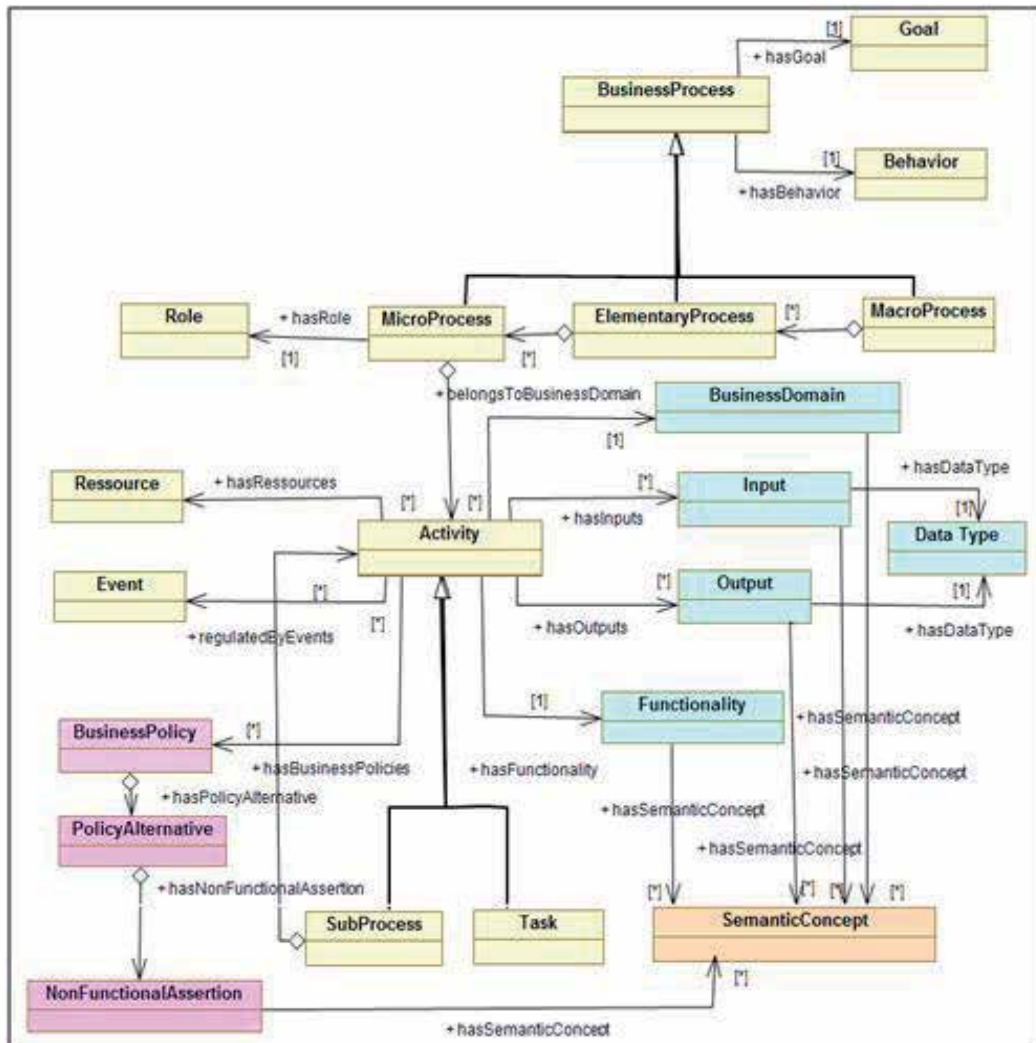 [1]
Goal
+ hasGoal
BusinessProcess
[1]
Behavior
+ hasBehavior
Role
+ hasRole
[1]
MicroProcess
[*]
ElementaryProcess
[*]
MacroProcess
+ belongsToBusinessDomain
BusinessDomain
[1]
Ressource
+ hasRessources
[*]
[*]
[*]
+ hasInputs
Input
+ hasDataType
[1]
Activity
Data Type
Event
[*]
[*]
+ regulatedByEvents
[*]
+ hasOutputs
Output
[1]
+ hasDataType
[1]
Functionality
BusinessPolicy
[*]
+ hasBusinessPolicies
+ hasFunctionality
+ hasSemanticConcept
+ hasSemanticConcept
+ hasPolicyAlternative
+ hasSemanticConcept
PolicyAlternative
+ hasSemanticConcept
+ hasNonFunctionalAssertion
[*]
[*]
[*]
[*]
SubProcess
Task
SemanticConcept
[*]
NonFunctionalAssertion
+ hasSemanticConcept